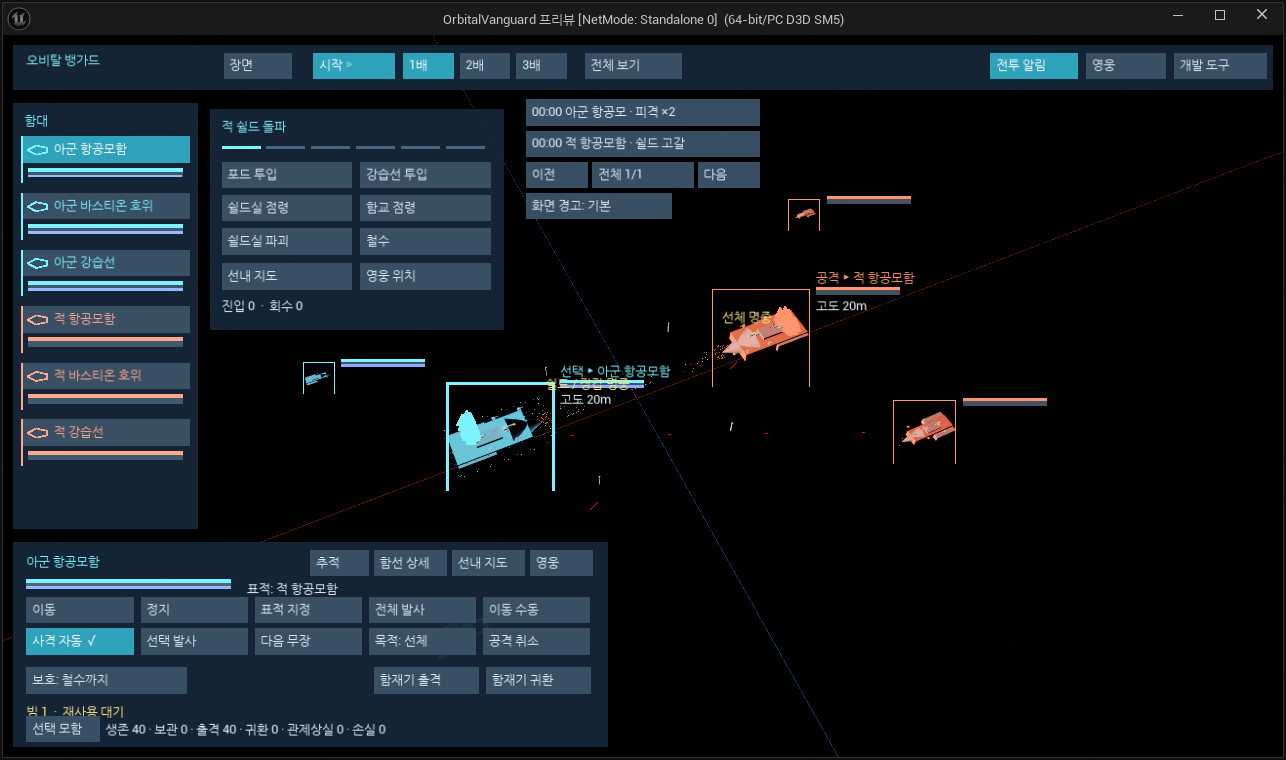 OrbitalVanguard 프리뷰 [NetMode: Standalone 0] (64-bit/PC D3D SM5)
오비탈 뱅가드
장면
시작 ▶
1배
2배
3배
전체 보기
전투 알림
영웅
개발 도구
함대
아군 항공모함
아군 바스티온 호위
아군 강습선
적 항공모함
적 바스티온 호위
적 강습선
적 쉴드 돌파
포드 투입
강습선 투입
쉴드실 점령
함교 점령
쉴드실 파괴
철수
선내 지도
영웅 위치
진입 0 · 회수 0
00:00 아군 항공모 · 피격 ×2
00:00 적 항공모함 · 쉴드 고갈
이전
전체 1/1
다음
화면 경고: 기본
공격 ▶ 적 항공모함
고도 20m
선체 명중
선택 ▶ 아군 항공모함
고도 20m
아군 항공모함
추적
함선 상세
선내 지도
영웅
표적: 적 항공모함
이동
정지
표적 지정
전체 발사
이동 수동
사격 자동 √
선택 발사
다음 무장
목적: 선체
공격 취소
보호: 철수까지
함재기 출격
함재기 귀환
빔 1 · 재사용 대기
선택 모함
생존 40 · 보관 0 · 출격 40 · 귀환 0 · 관제상실 0 · 손실 0